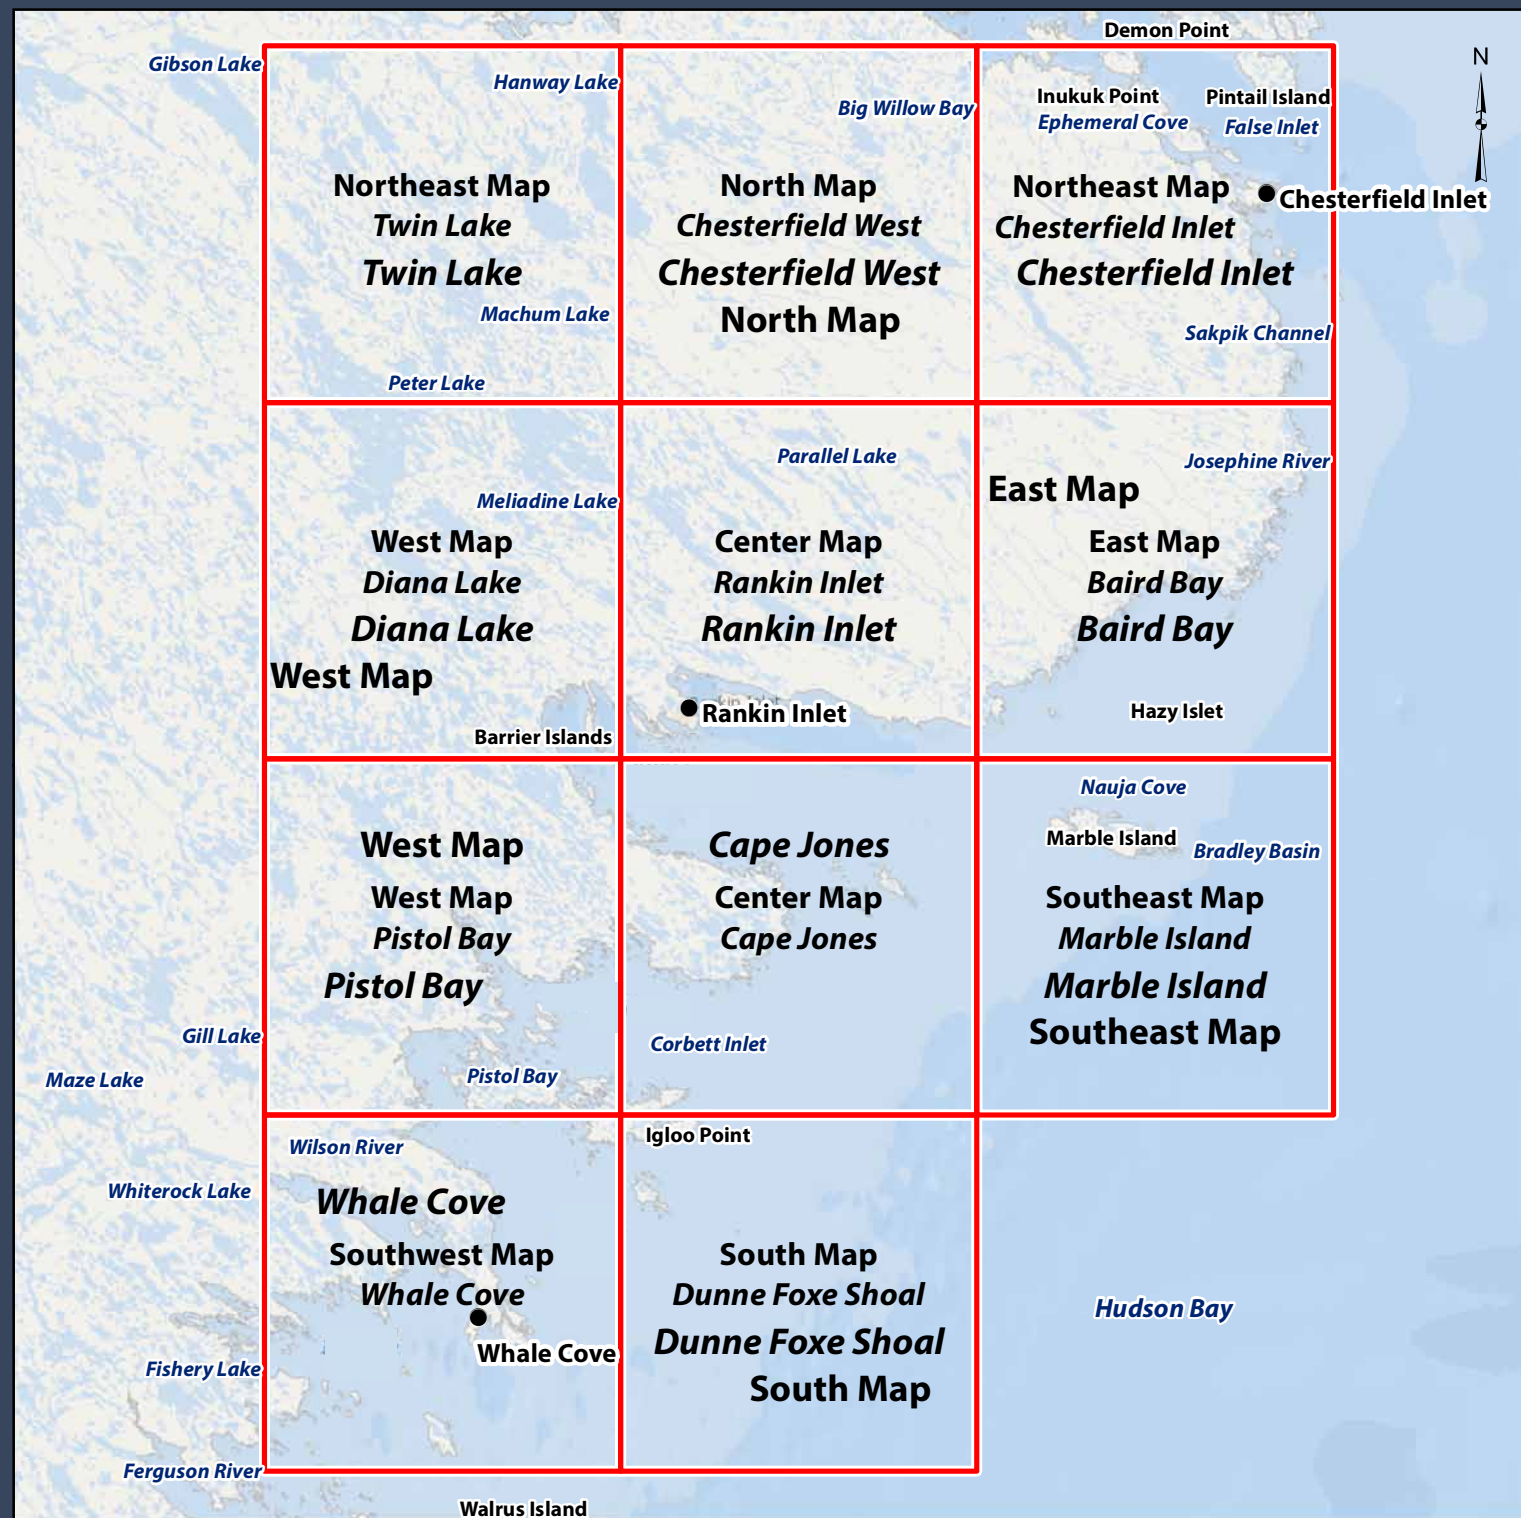 Demon Point
N
Gibson Lake
Hanway Lake
Big Willow Bay
Inukuk Point
Pintail Island
Ephemeral Cove
False Inlet
Northeast Map
Twin Lake
Twin Lake
Machum Lake
Peter Lake
North Map
Chesterfield West
Chesterfield West
North Map
Northeast Map
Chesterfield Inlet
Chesterfield Inlet
Chesterfield Inlet
Sakpik Channel
Meliadine Lake
West Map
Diana Lake
Diana Lake
West Map
Barrier Islands
Parallel Lake
Center Map
Rankin Inlet
Rankin Inlet
Rankin Inlet
Josephine River
East Map
East Map
Baird Bay
Baird Bay
Hazy Islet
West Map
West Map
Pistol Bay
Pistol Bay
Pistol Bay
Gill Lake
Maze Lake
Cape Jones
Center Map
Cape Jones
Corbett Inlet
Nauja Cove
Marble Island
Bradley Basin
Southeast Map
Marble Island
Marble Island
Southeast Map
Wilson River
Whiterock Lake
Whale Cove
Southwest Map
Whale Cove
Whale Cove
Fishery Lake
Ferguson River
Igloo Point
South Map
Dunne Foxe Shoal
Dunne Foxe Shoal
South Map
Hudson Bay
Walrus Island